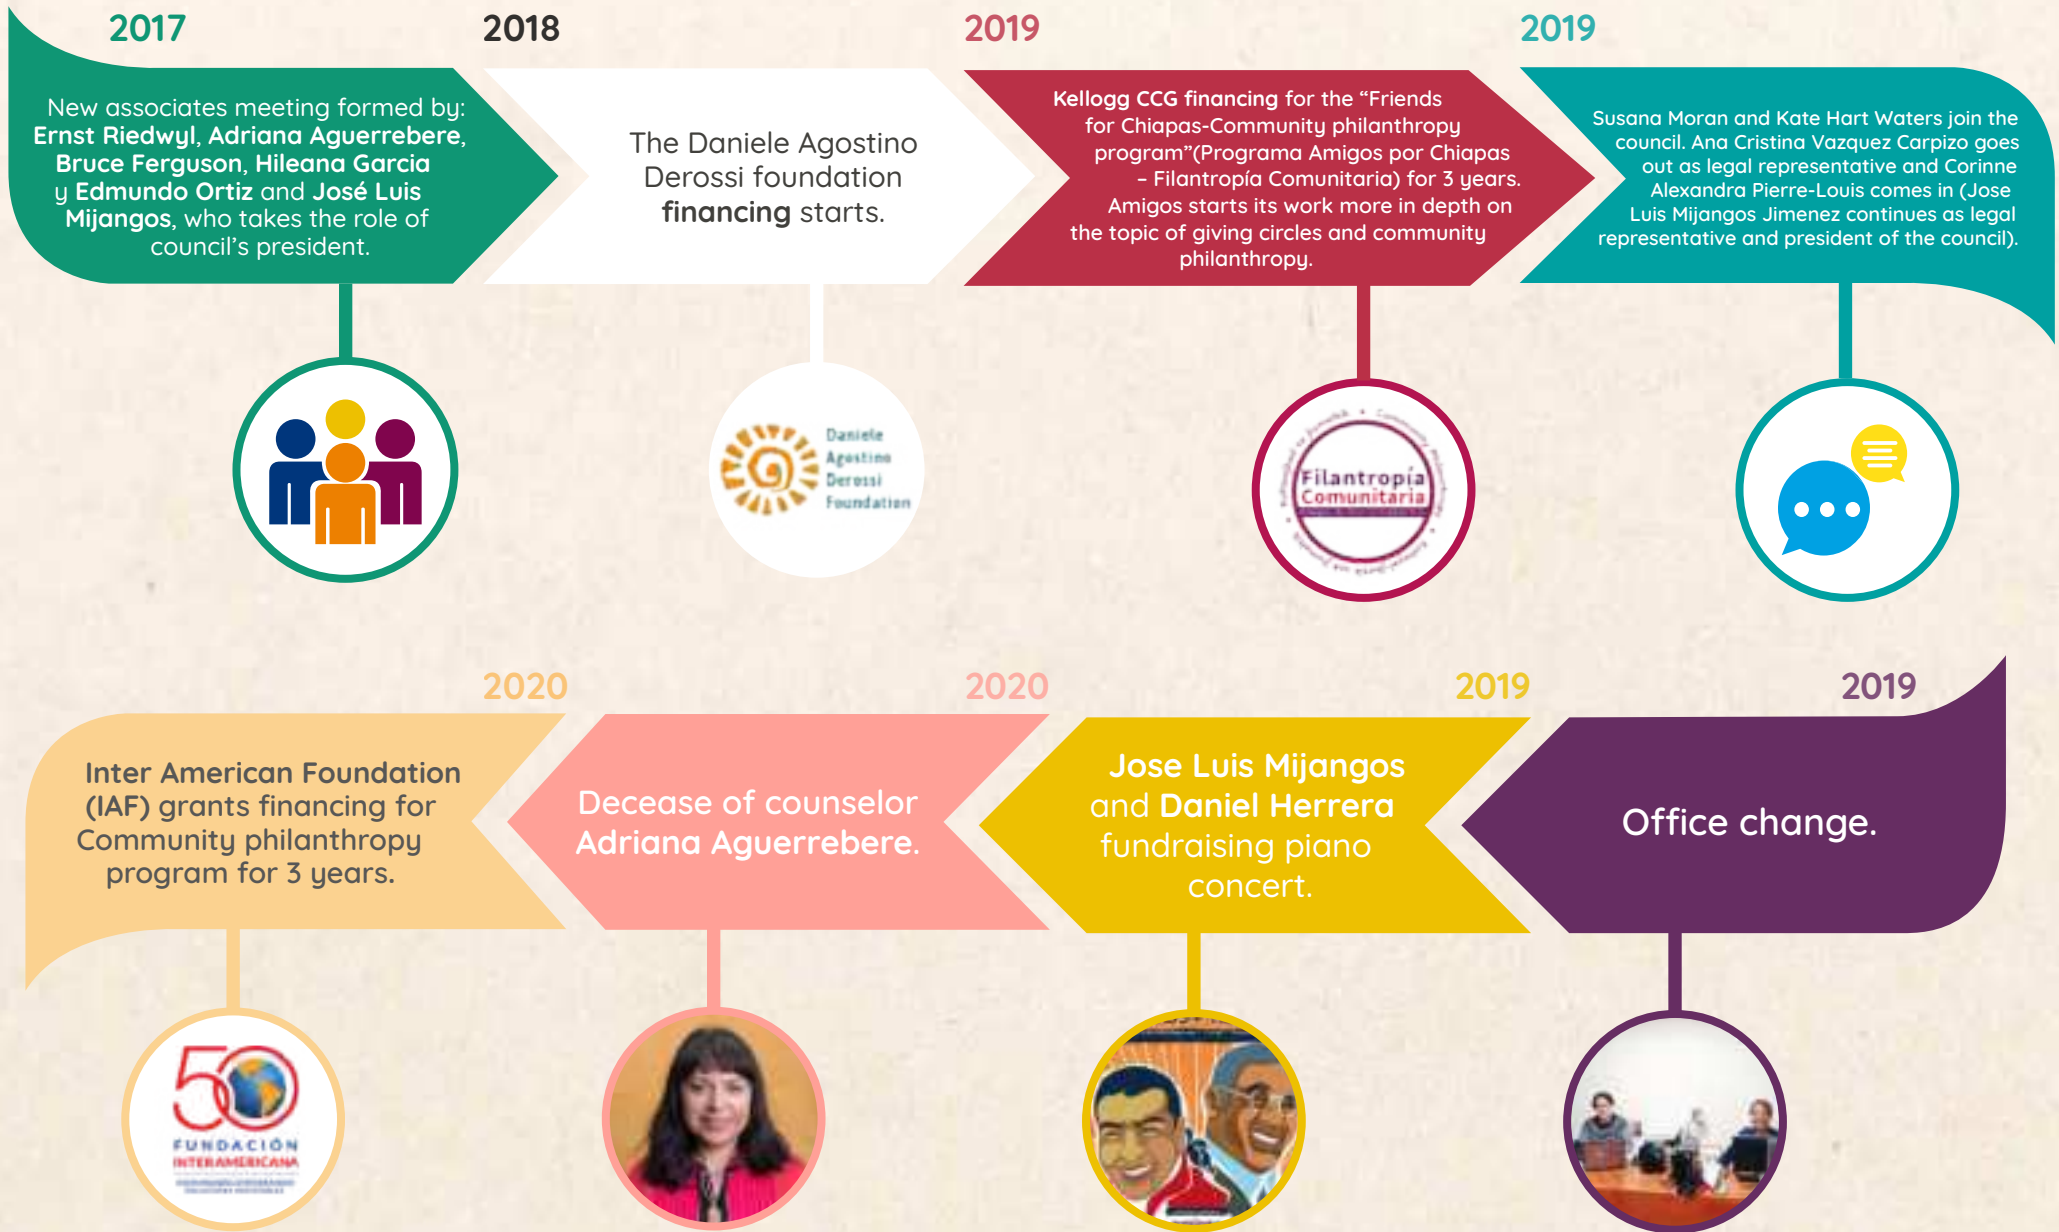 2017
New associates meeting formed by:
Ernst Riedwyl, Adriana Aguerrebere,
Bruce Ferguson, Hileana Garcia
y Edmundo Ortiz and José Luis
Mijangos, who takes the role of
council's president.
2018
The Daniele Agostino
Derossi foundation
financing starts.
Daniele
Agostino
Derossi
Foundation
2019
Kellogg CCG financing for the “Friends
for Chiapas-Community philanthropy
program”(Programa Amigos por Chiapas
– Filantropía Comunitaria) for 3 years.
Amigos starts its work more in depth on
the topic of giving circles and community
philanthropy.
Filantropía
Comunitaria
2019
Susana Moran and Kate Hart Waters join the
council. Ana Cristina Vazquez Carpizo goes
out as legal representative and Corinne
Alexandra Pierre-Louis comes in (Jose
Luis Mijangos Jimenez continues as legal
representative and president of the council).
2019
Office change.
2019
Jose Luis Mijangos
and Daniel Herrera
fundraising piano
concert.
2020
Decease of counselor
Adriana Aguerrebere.
2020
Inter American Foundation
(IAF) grants financing for
Community philanthropy
program for 3 years.
50
FUNDACIÓN
INTERAMERICANA